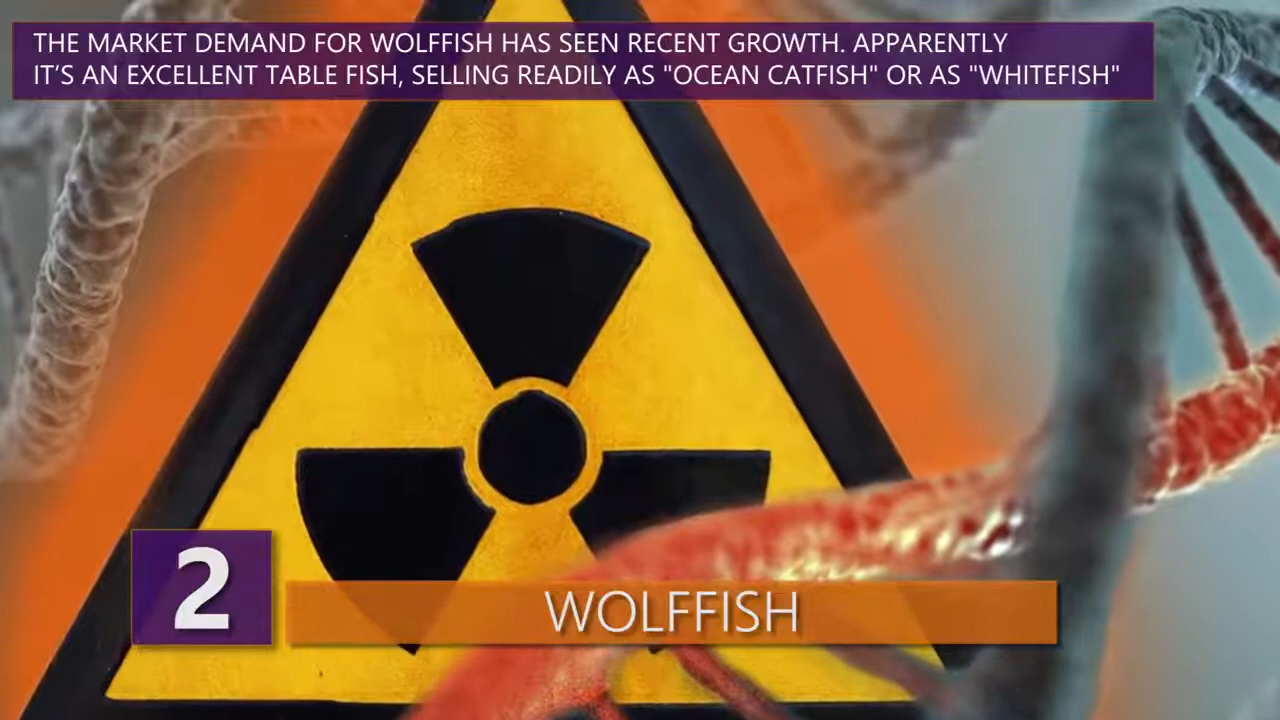 THE MARKET DEMAND FOR WOLFFISH HAS SEEN RECENT GROWTH. APPARENTLY
IT'S AN EXCELLENT TABLE FISH, SELLING READILY AS "OCEAN CATFISH" OR AS "WHITEFISH"
2
WOLFFISH